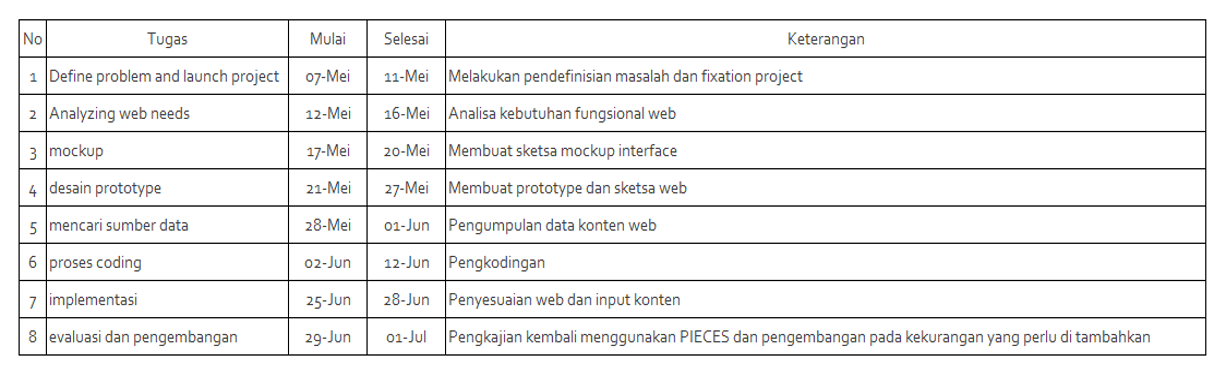 No Tugas Mulai Selesai Keterangan
1 Define problem and launch project 07-Mei 11-Mei Melakukan pendefinisian masalah dan fixation project
2 Analyzing web needs 12-Mei 16-Mei Analisa kebutuhan fungsional web
3 mockup 17-Mei 20-Mei Membuat sketsa mockup interface
4 desain prototype 21-Mei 27-Mei Membuat prototype dan sketsa web
5 mencari sumber data 28-Mei 01-Jun Pengumpulan data konten web
6 proses coding 02-Jun 12-Jun Pengkodingan
7 implementasi 25-Jun 28-Jun Penyesuaian web dan input konten
8 evaluasi dan pengembangan 29-Jun 01-Jul Pengkajian kembali menggunakan PIECES dan pengembangan pada kekurangan yang perlu di tambahkan